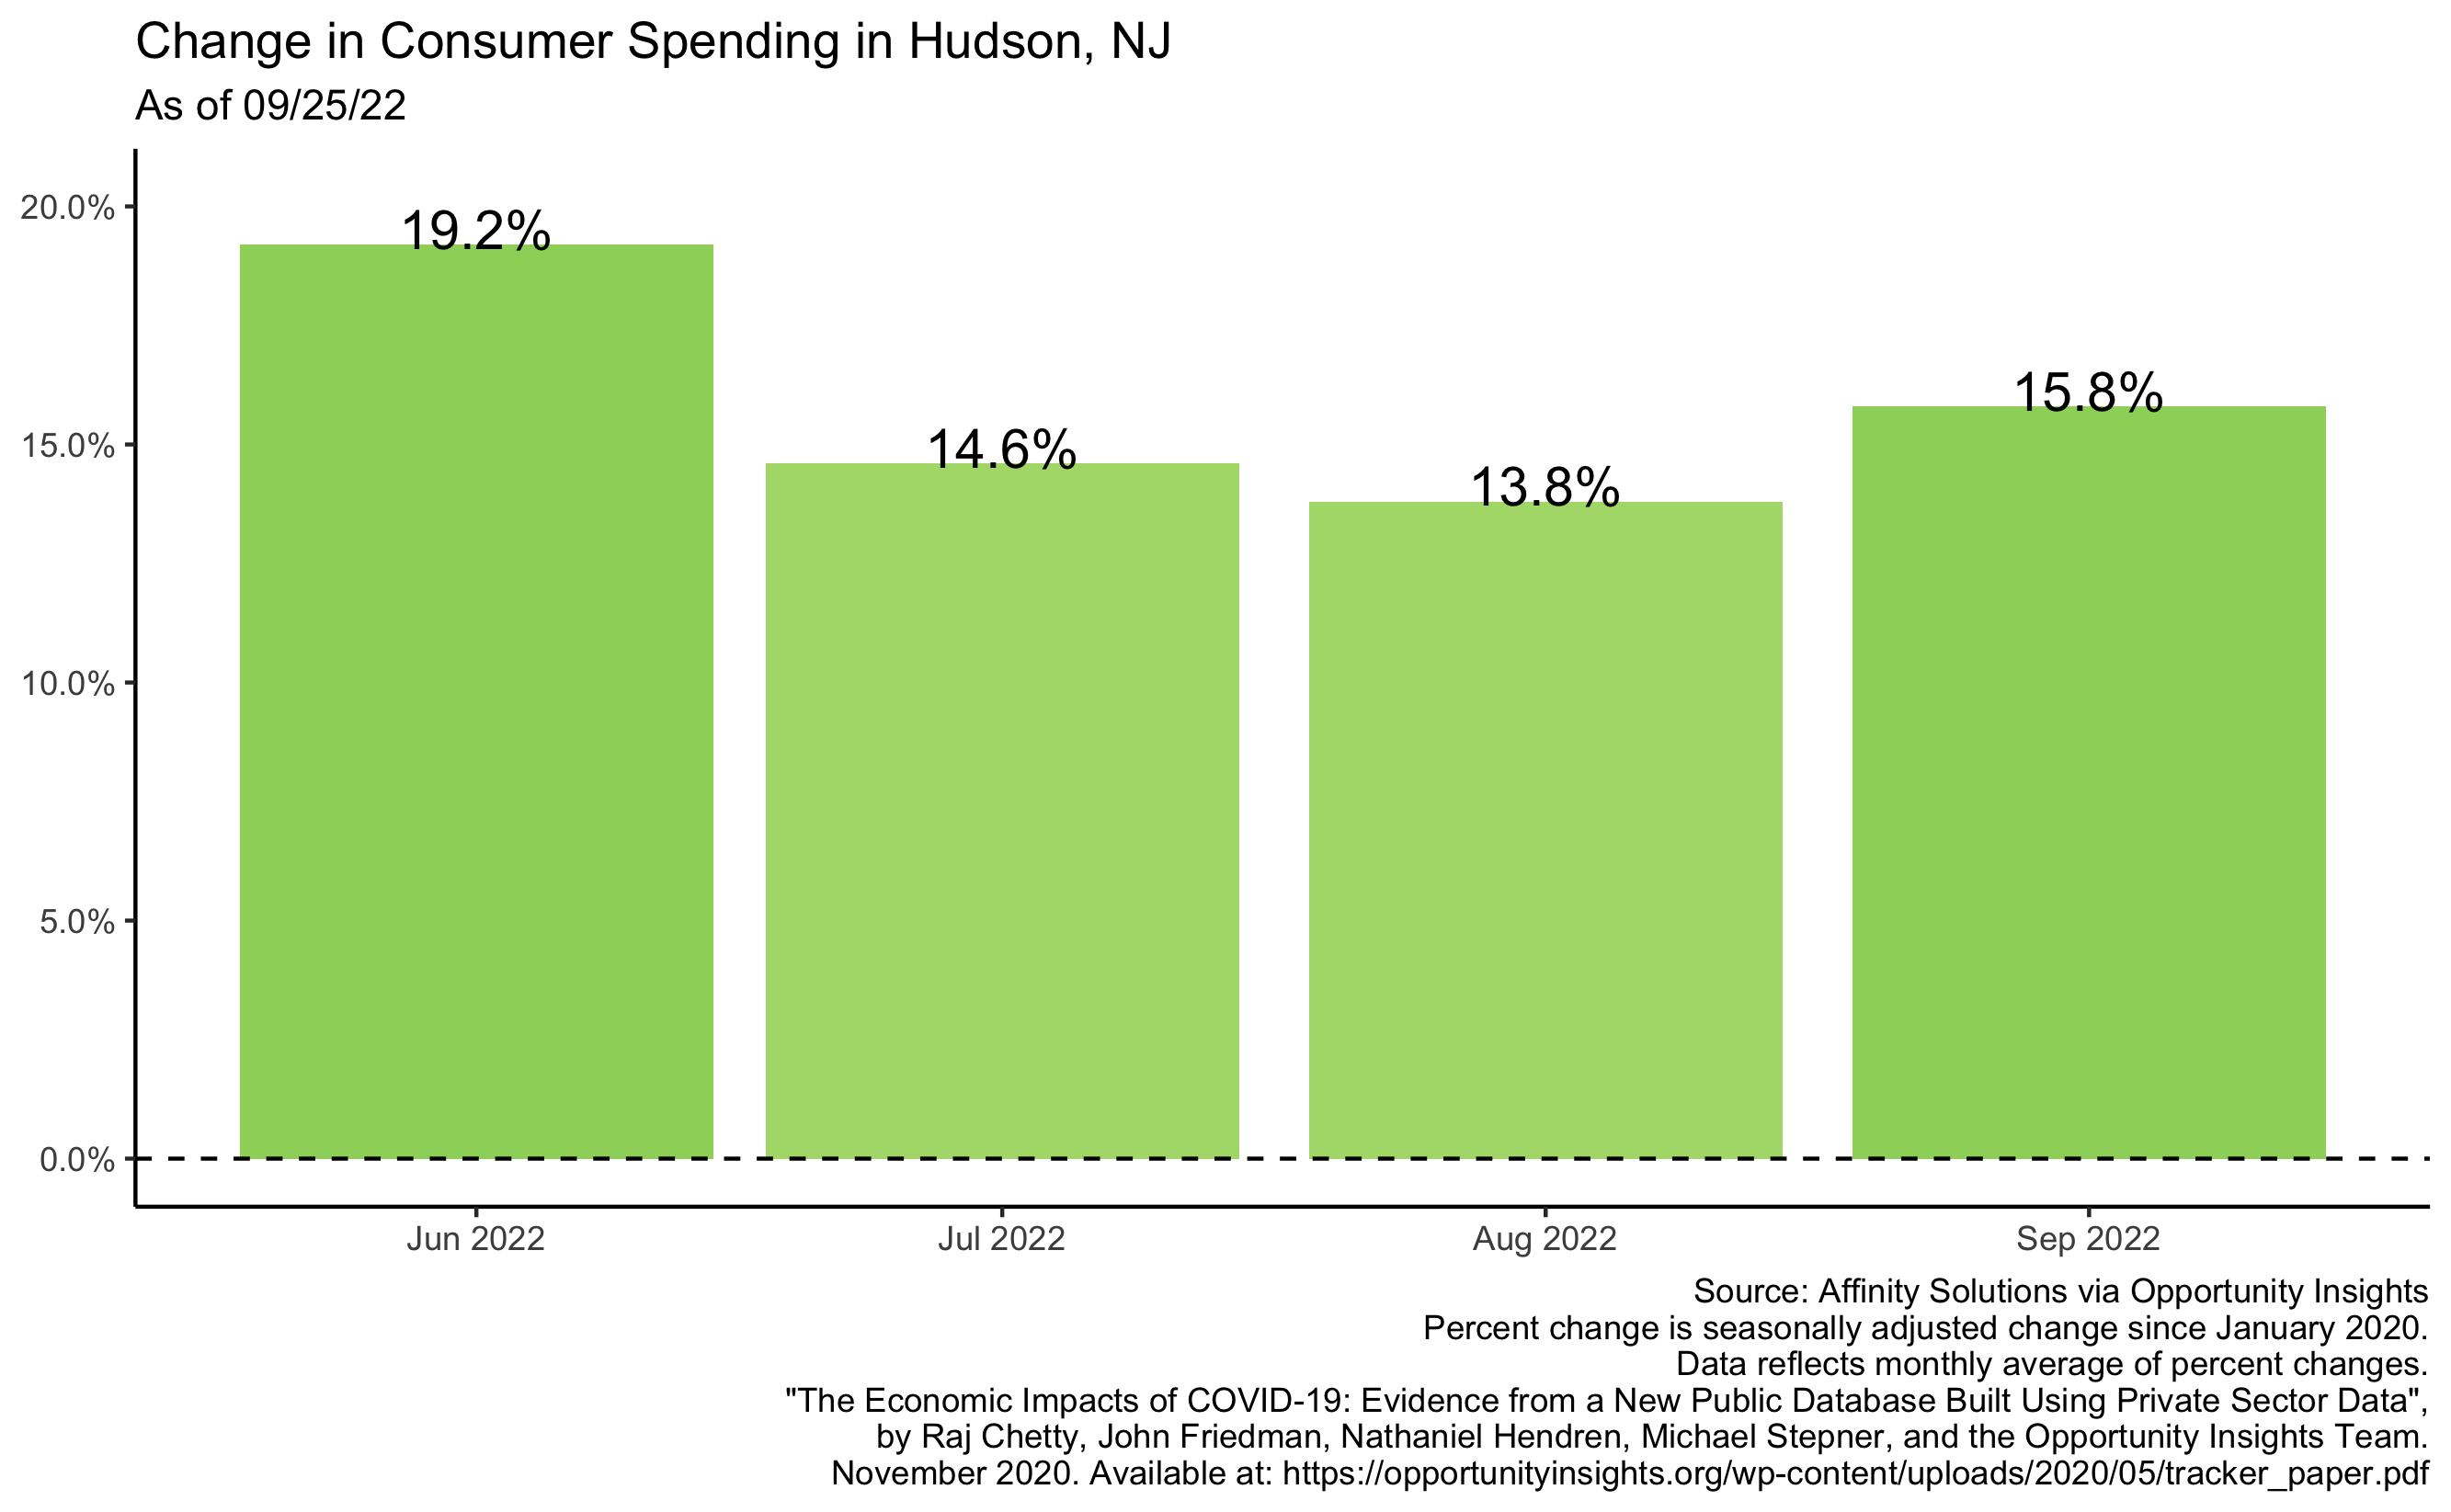 Change in Consumer Spending in Hudson, NJ
As of 09/25/22
20.0%
15.0%
10.0%
5.0%
0.0%
19.2%
14.6%
13.8%
15.8%
Jun 2022
Jul 2022
Aug 2022
Sep 2022
Source: Affinity Solutions via Opportunity Insights
Percent change is seasonally adjusted change since January 2020.
Data reflects monthly average of percent changes.
"The Economic Impacts of COVID-19: Evidence from a New Public Database Built Using Private Sector Data",
by Raj Chetty, John Friedman, Nathaniel Hendren, Michael Stepner, and the Opportunity Insights Team.
November 2020. Available at: https://opportunityinsights.org/wp-content/uploads/2020/05/tracker_paper.pdf